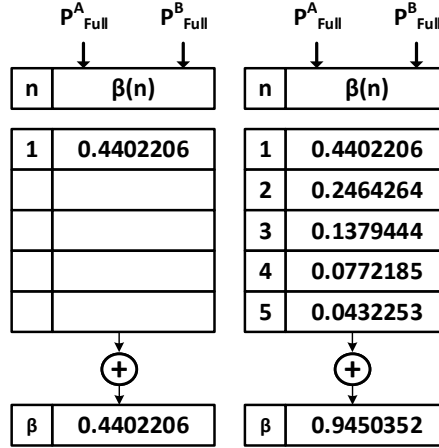 P^A_Full P^B_Full P^A_Full P^B_Full
n β(n) n β(n)
1 0.4402206 1 0.4402206
2 0.2464264
3 0.1379444
4 0.0772185
5 0.0432253
+ +
β 0.4402206 β 0.9450352